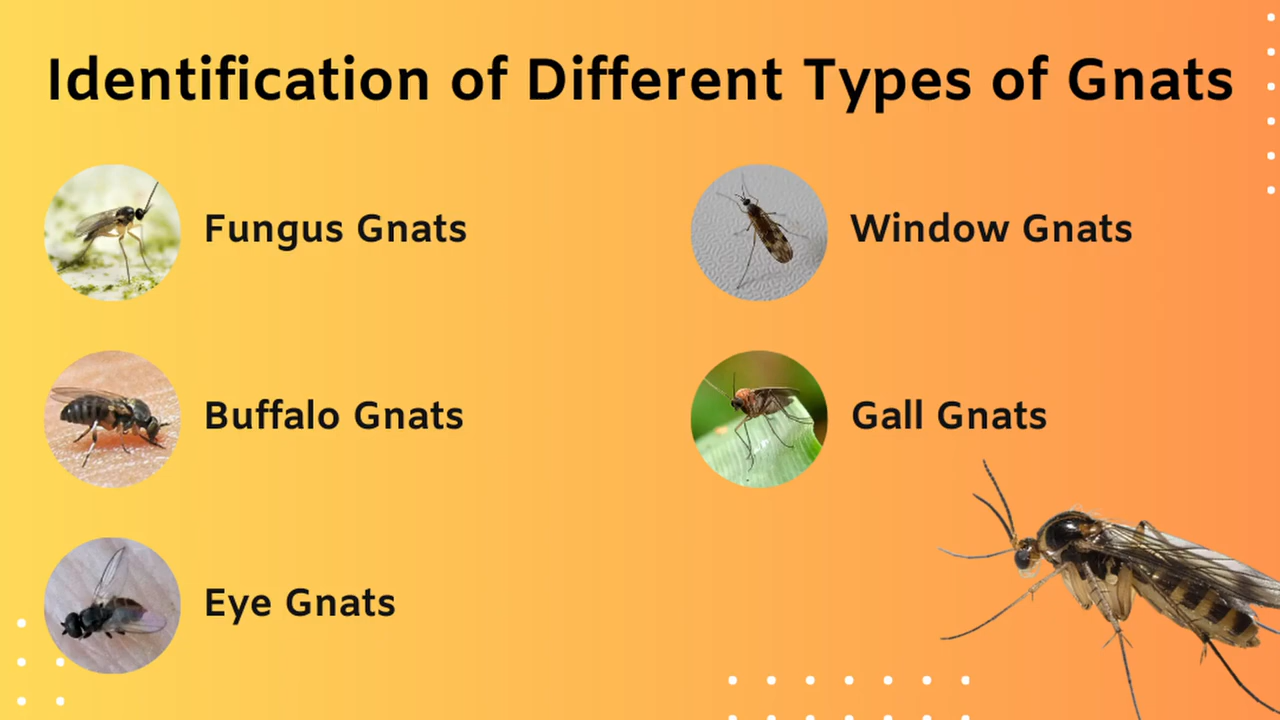 Identification of Different Types of Gnats
Fungus Gnats
Window Gnats
Buffalo Gnats
Gall Gnats
Eye Gnats